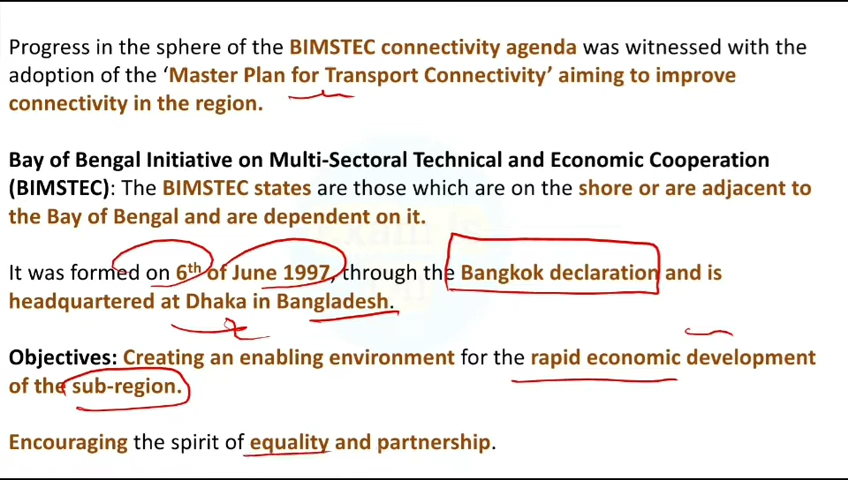 Progress in the sphere of the BIMSTEC connectivity agenda was witnessed with the
adoption of the ‘Master Plan for Transport Connectivity’ aiming to improve
connectivity in the region.
Bay of Bengal Initiative on Multi-Sectoral Technical and Economic Cooperation
(BIMSTEC): The BIMSTEC states are those which are on the shore or are adjacent to
the Bay of Bengal and are dependent on it.
It was formed on 6th of June 1997, through the Bangkok declaration and is
headquartered at Dhaka in Bangladesh.
Objectives: Creating an enabling environment for the rapid economic development
of the sub-region.
Encouraging the spirit of equality and partnership.